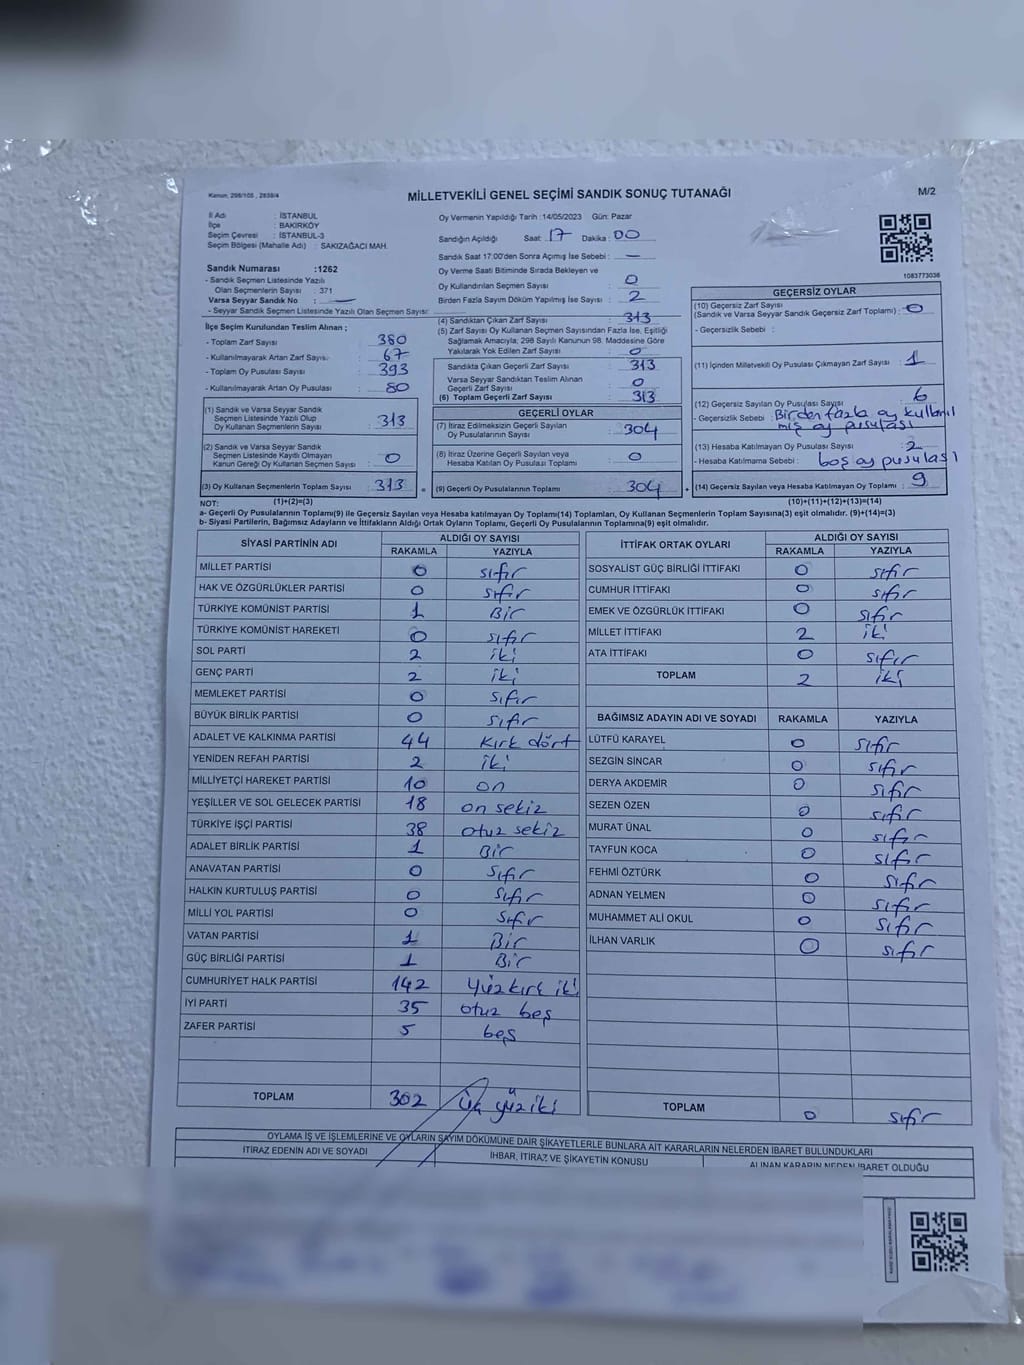 Kanun: 298/105 , 2839/4
MİLLETVEKİLİ GENEL SEÇİMİ SANDIK SONUÇ TUTANAĞI
M/2
İl Adı : İSTANBUL
İlçe : BAKIRKÖY
Seçim Çevresi : İSTANBUL-3
Seçim Bölgesi (Mahalle Adı) : SAKIZAĞACI MAH.
Sandık Numarası :1262
- Sandık Seçmen Listesinde Yazılı
Olan Seçmenlerin Sayısı : 371
Varsa Seyyar Sandık No : —
- Seyyar Sandık Seçmen Listesinde Yazılı Olan Seçmen Sayısı:
İlçe Seçim Kurulundan Teslim Alınan ;
- Toplam Zarf Sayısı : 380
- Kullanılmayarak Artan Zarf Sayısı : 67
- Toplam Oy Pusulası Sayısı : 393
- Kullanılmayarak Artan Oy Pusulası : 80
(1) Sandık ve Varsa Seyyar Sandık
Seçmen Listesinde Yazılı Olup
Oy Kullanan Seçmenlerin Sayısı : 313
(2) Sandık ve Varsa Seyyar Sandık
Seçmen Listesinde Kayıtlı Olmayan
Kanun Gereği Oy Kullanan Seçmen Sayısı : 0
(3) Oy Kullanan Seçmenlerin Toplam Sayısı : 313
(1)+(2)=(3)
Oy Vermenin Yapıldığı Tarih :14/05/2023 Gün: Pazar
Sandığın Açıldığı Saat: 17 Dakika : 00
Sandık Saat 17:00'den Sonra Açımış İse Sebebi : —
Oy Verme Saati Bitiminde Sırada Bekleyen ve
Oy Kullandırılan Seçmen Sayısı : 0
Birden Fazla Sayım Döküm Yapılmış İse Sayısı : 2
(4) Sandıktan Çıkan Zarf Sayısı : 313
(5) Zarf Sayısı Oy Kullanan Seçmen Sayısından Fazla İse, Eşitliği
Sağlamak Amacıyla, 298 Sayılı Kanunun 98. Maddesine Göre
Yakılarak Yok Edilen Zarf Sayısı : 0
Sandıkta Çıkan Geçerli Zarf Sayısı : 313
Varsa Seyyar Sandıktan Teslim Alınan
Geçerli Zarf Sayısı : 0
(6) Toplam Geçerli Zarf Sayısı : 313
GEÇERLİ OYLAR
(7) İtiraz Edilmeksizin Geçerli Sayılan
Oy Pusulalarının Sayısı : 304
(8) İtiraz Üzerine Geçerli Sayılan veya
Hesaba Katılan Oy Pusulası Toplamı : 0
= (9) Geçerli Oy Pusulalarının Toplamı : 304
1083773036
GEÇERSİZ OYLAR
(10) Geçersiz Zarf Sayısı
(Sandık ve Varsa Seyyar Sandık Geçersiz Zarf Toplamı) : 0
- Geçersizlik Sebebi :
(11) İçinden Milletvekili Oy Pusulası Çıkmayan Zarf Sayısı : 1
(12) Geçersiz Sayılan Oy Pusulası Sayısı : 6
- Geçersizlik Sebebi : Birden fazla oy kullanıl
mış oy pusulası
(13) Hesaba Katılmayan Oy Pusulası Sayısı : 2
- Hesaba Katılmama Sebebi : boş oy pusulası
+ (14) Geçersiz Sayılan veya Hesaba Katılmayan Oy Toplamı : 9
(10)+(11)+(12)+(13)=(14)
NOT:
a- Geçerli Oy Pusulalarının Toplamı(9) ile Geçersiz Sayılan veya Hesaba katılmayan Oy Toplamı(14) Toplamları, Oy Kullanan Seçmenlerin Toplam Sayısına(3) eşit olmalıdır. (9)+(14)=(3)
b- Siyasi Partilerin, Bağımsız Adayların ve İttifakların Aldığı Ortak Oyların Toplamı, Geçerli Oy Pusulalarının Toplamına(9) eşit olmalıdır.
SİYASİ PARTİNİN ADI ALDIĞI OY SAYISI
RAKAMLA YAZIYLA
MİLLET PARTİSİ 0 sıfır
HAK VE ÖZGÜRLÜKLER PARTİSİ 0 sıfır
TÜRKİYE KOMÜNİST PARTİSİ 1 Bir
TÜRKİYE KOMÜNİST HAREKETİ 0 sıfır
SOL PARTİ 2 iki
GENÇ PARTİ 2 iki
MEMLEKET PARTİSİ 0 sıfır
BÜYÜK BİRLİK PARTİSİ 0 sıfır
ADALET VE KALKINMA PARTİSİ 44 kırk dört
YENİDEN REFAH PARTİSİ 2 iki
MİLLİYETÇİ HAREKET PARTİSİ 10 on
YEŞİLLER VE SOL GELECEK PARTİSİ 18 on sekiz
TÜRKİYE İŞÇİ PARTİSİ 38 otuz sekiz
ADALET BİRLİK PARTİSİ 1 Bir
ANAVATAN PARTİSİ 0 sıfır
HALKIN KURTULUŞ PARTİSİ 0 sıfır
MİLLİ YOL PARTİSİ 0 sıfır
VATAN PARTİSİ 1 Bir
GÜÇ BİRLİĞİ PARTİSİ 1 Bir
CUMHURİYET HALK PARTİSİ 142 yüz kırk iki
İYİ PARTİ 35 otuz beş
ZAFER PARTİSİ 5 beş
TOPLAM 302 üç yüz iki
İTTİFAK ORTAK OYLARI ALDIĞI OY SAYISI
RAKAMLA YAZIYLA
SOSYALİST GÜÇ BİRLİĞİ İTTİFAKI 0 sıfır
CUMHUR İTTİFAKI 0 sıfır
EMEK VE ÖZGÜRLÜK İTTİFAKI 0 sıfır
MİLLET İTTİFAKI 2 iki
ATA İTTİFAKI 0 sıfır
TOPLAM 2 iki
BAĞIMSIZ ADAYIN ADI VE SOYADI RAKAMLA YAZIYLA
LÜTFÜ KARAYEL 0 sıfır
SEZGİN SİNCAR 0 sıfır
DERYA AKDEMİR 0 sıfır
SEZEN ÖZEN 0 sıfır
MURAT ÜNAL 0 sıfır
TAYFUN KOCA 0 sıfır
FEHMİ ÖZTÜRK 0 sıfır
ADNAN YELMEN 0 sıfır
MUHAMMET ALİ OKUL 0 sıfır
İLHAN VARLIK 0 sıfır
TOPLAM 0 sıfır
OYLAMA İŞ VE İŞLEMLERİNE VE OYLARIN SAYIM DÖKÜMÜNE DAİR ŞİKAYETLERLE BUNLARA AİT KARARLARIN NELERDEN İBARET BULUNDUKLARI
İTİRAZ EDENİN ADI VE SOYADI İHBAR, İTİRAZ VE ŞİKAYETİN KONUSU ALINAN KARARIN NEDEN İBARET OLDUĞU